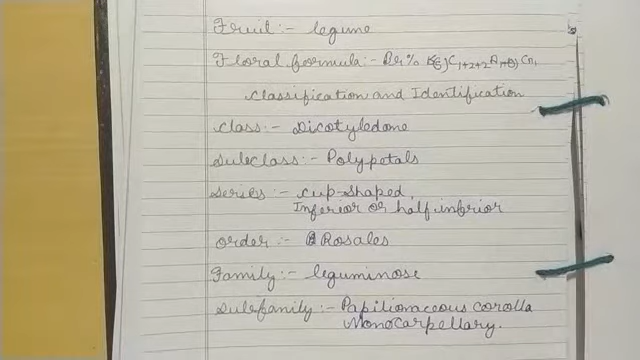 Fruit:- legume
Floral formula:- Br% K(5) C1+2+2 A1+(9) G1
Classification and Identification
Class:- Dicotyledone
Subclass:- Polypetals
Series:- cup-shaped,
Inferior or half inferior
order:- Rosales
Family:- leguminose
Subfamily:- Papilionaceous corolla
Monocarpellary.